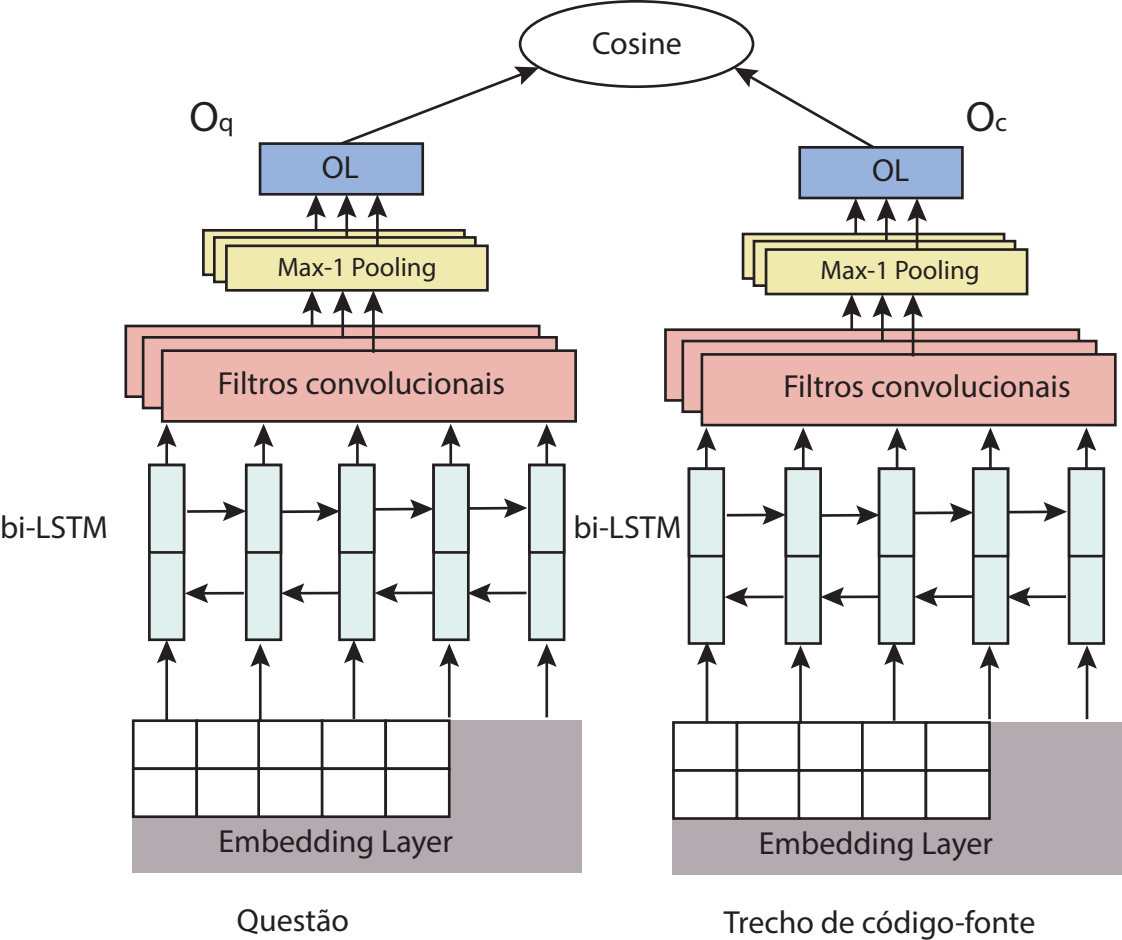 Cosine
Oq
Oc
OL
OL
Max-1 Pooling
Max-1 Pooling
Filtros convolucionais
Filtros convolucionais
bi-LSTM
bi-LSTM
Embedding Layer
Embedding Layer
Questão
Trecho de código-fonte